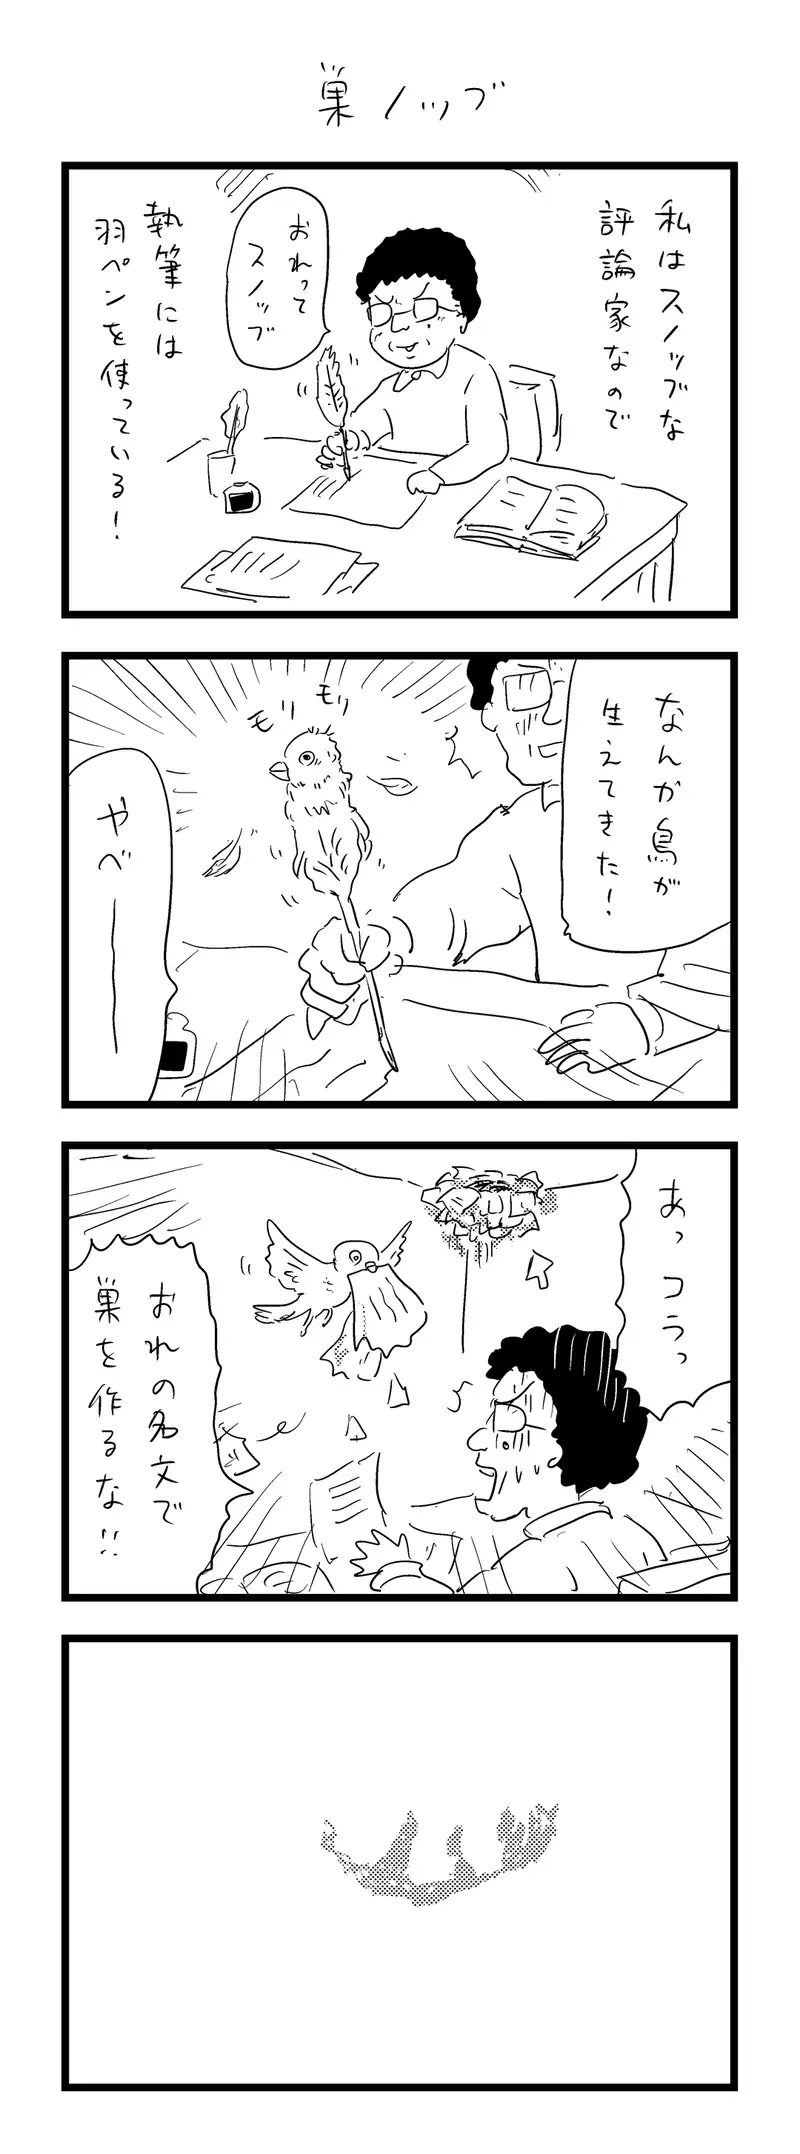 巣ノッブ
私はスノッブな
評論家なので
おれって
スノッブ
執筆には
羽ペンを使っている!
なんか鳥が
生えてきた!
モリ
モリ
やべー
あっコラっ
おれの名文で
巣を作るな!!